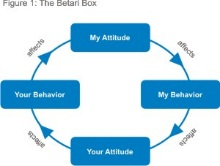 Figure 1: The Betari Box
My Attitude
affects
My Behavior
affects
Your Attitude
affects
Your Behavior
affects